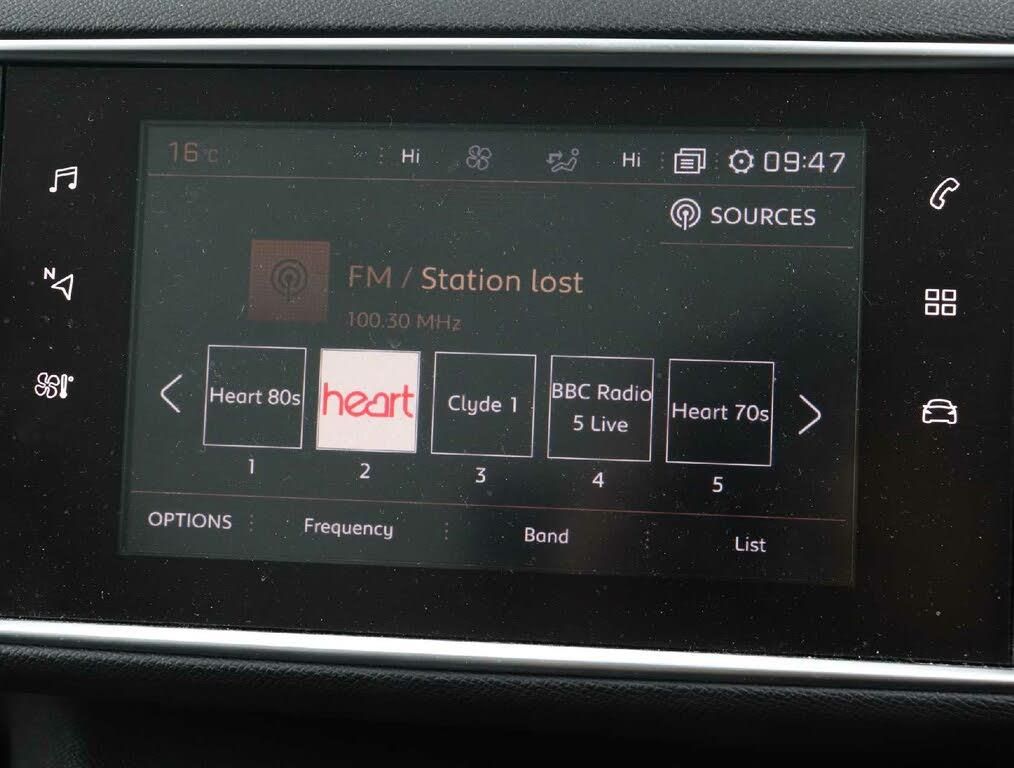 16°C Hi Hi 09:47
SOURCES
FM / Station lost
100.30 MHz
Heart 80s
heart
Clyde 1
BBC Radio
5 Live
Heart 70s
1 2 3 4 5
OPTIONS Frequency Band List
N